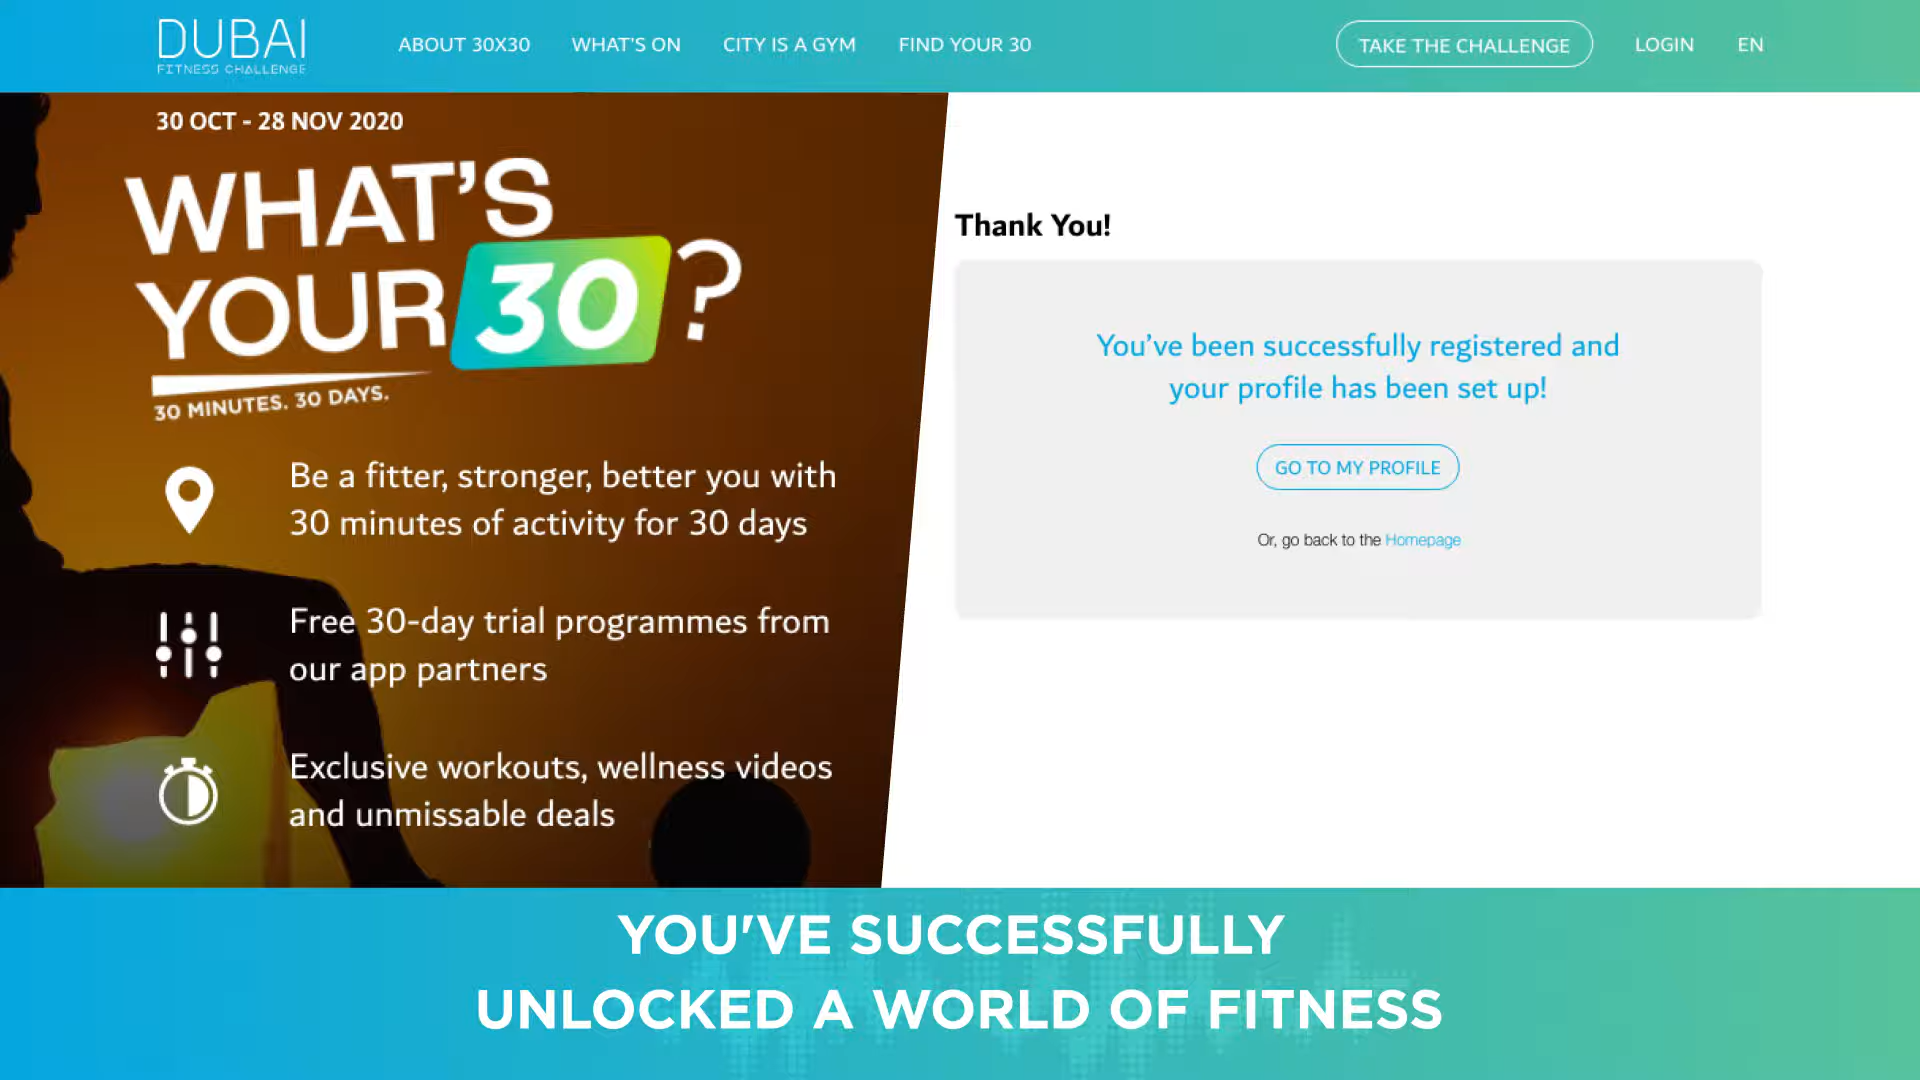 DUBAI
FITNESS CHALLENGE
ABOUT 30X30
WHAT'S ON
CITY IS A GYM
FIND YOUR 30
TAKE THE CHALLENGE
LOGIN
EN
30 OCT - 28 NOV 2020
WHAT'S
YOUR 30?
30 MINUTES. 30 DAYS.
Be a fitter, stronger, better you with
30 minutes of activity for 30 days
Free 30-day trial programmes from
our app partners
Exclusive workouts, wellness videos
and unmissable deals
Thank You!
You've been successfully registered and
your profile has been set up!
GO TO MY PROFILE
Or, go back to the Homepage
YOU'VE SUCCESSFULLY
UNLOCKED A WORLD OF FITNESS